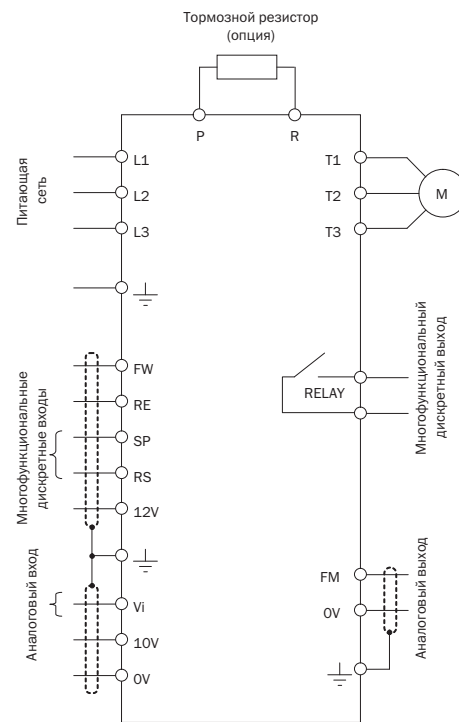 Тормозной резистор
(опция)
P
R
L1
T1
Питающая
сеть
L2
T2
M
L3
T3
FW
Многофункциональные
дискретные входы
RE
SP
RS
12V
RELAY
Многофункциональный
дискретный выход
Аналоговый вход
Vi
10V
0V
FM
0V
Аналоговый выход